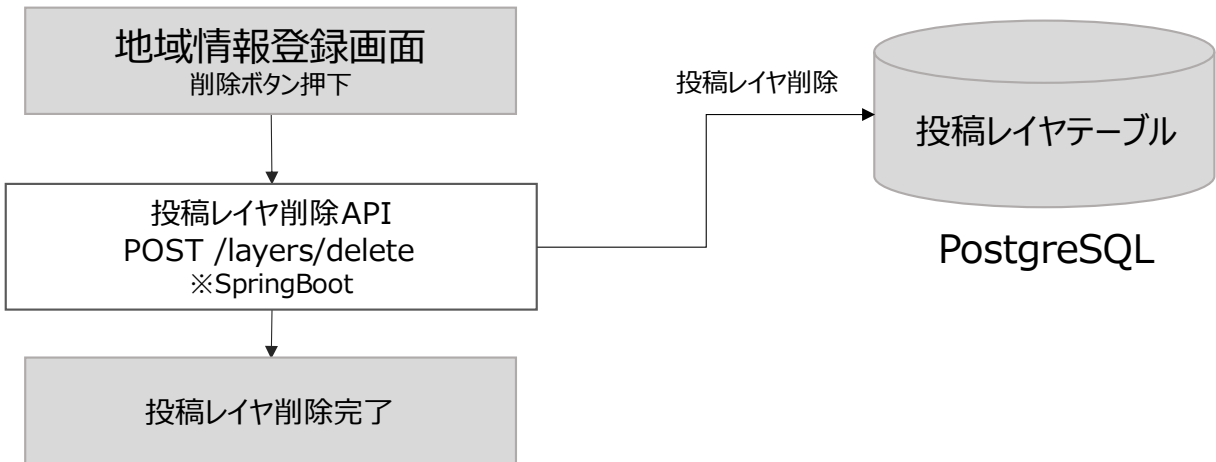 地域情報登録画面
削除ボタン押下
投稿レイヤ削除
投稿レイヤテーブル
投稿レイヤ削除API
POST /layers/delete
※SpringBoot
PostgreSQL
投稿レイヤ削除完了